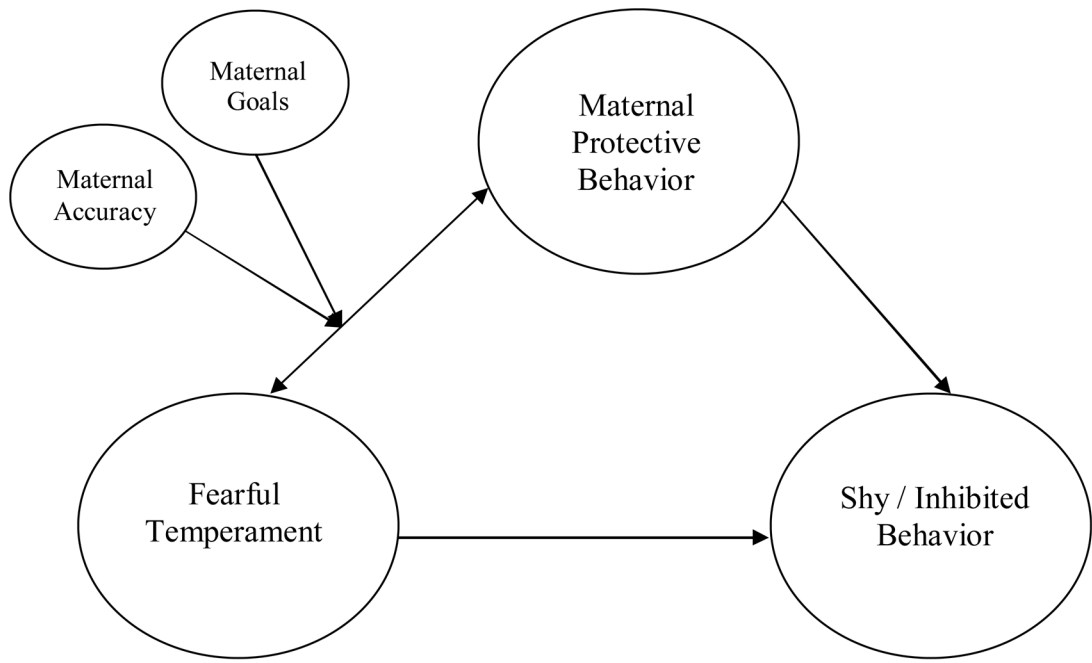 Maternal
Goals
Maternal
Accuracy
Maternal
Protective
Behavior
Fearful
Temperament
Shy / Inhibited
Behavior